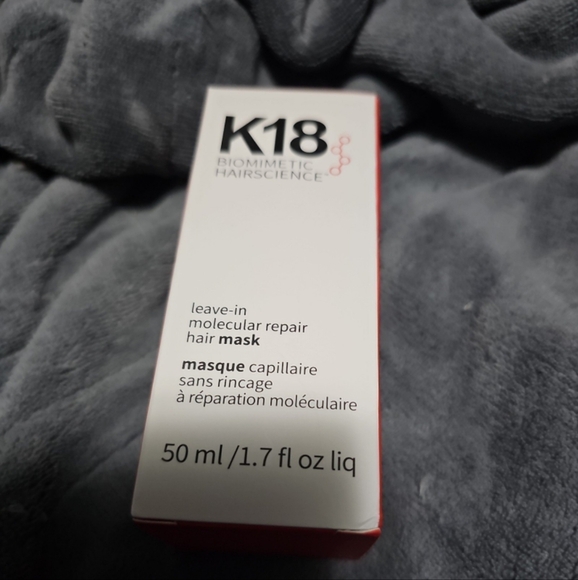 K18
BIOMIMETIC
HAIRSCIENCE
leave-in
molecular repair
hair mask
masque capillaire
sans rincage
à réparation moléculaire
50 ml /1.7 fl oz liq